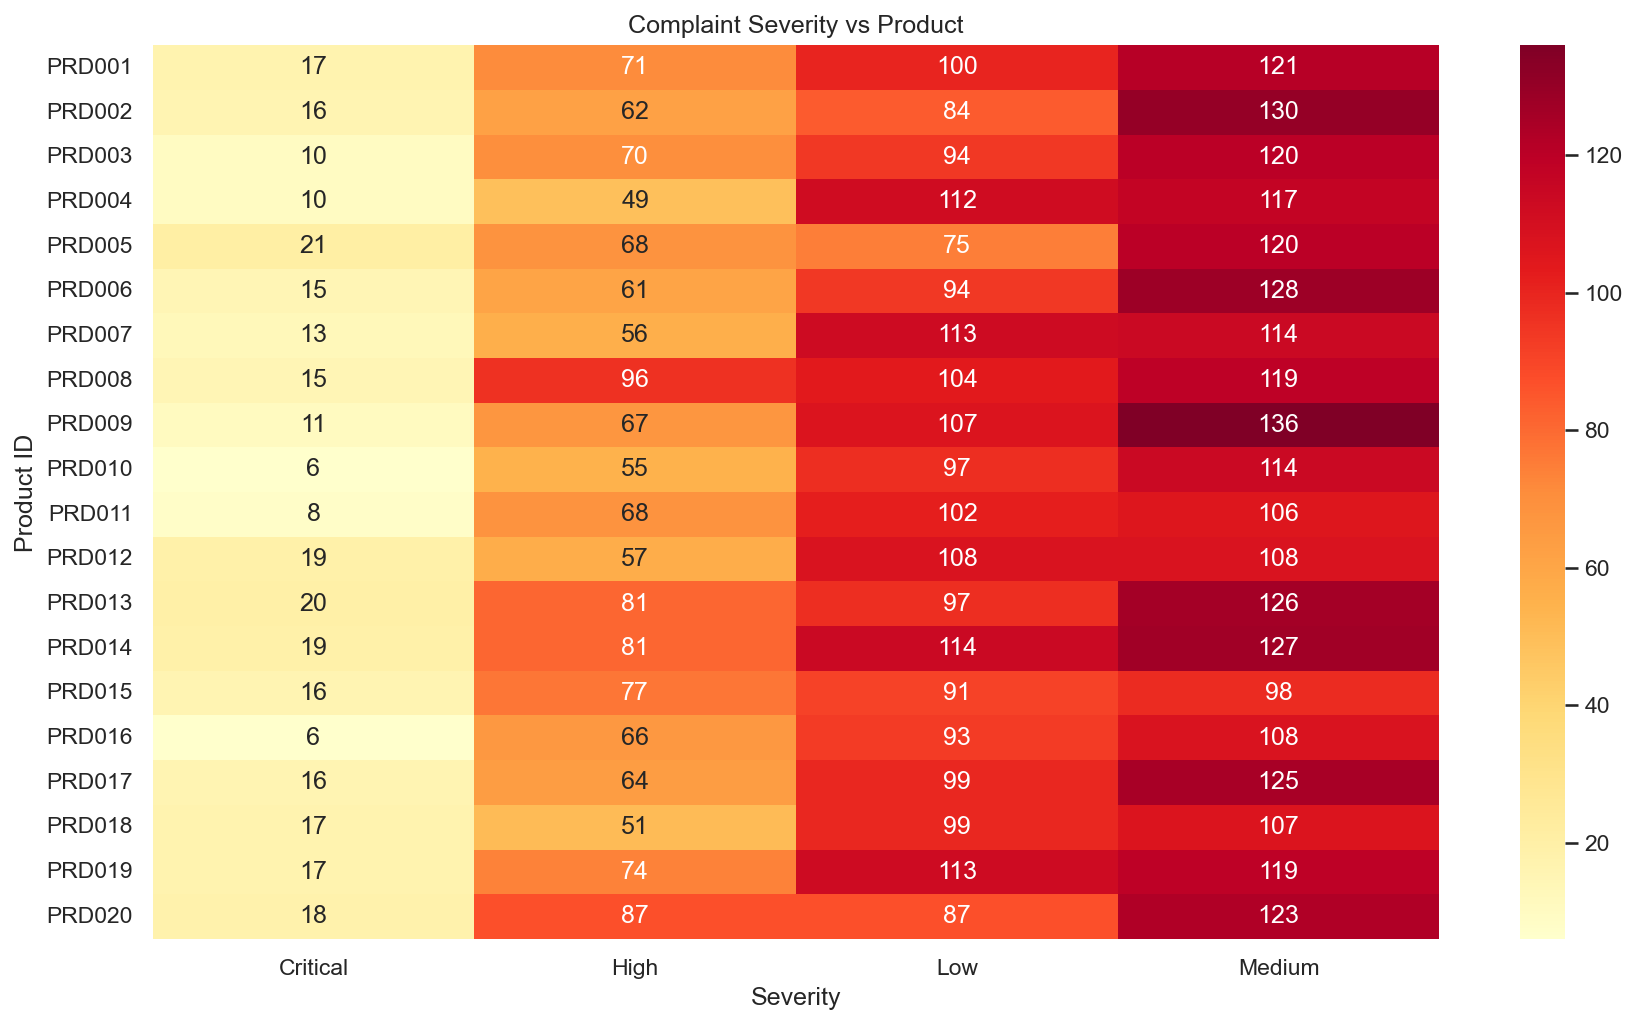 Complaint Severity vs Product
PRD001 17 71 100 121
PRD002 16 62 84 130
PRD003 10 70 94 120
PRD004 10 49 112 117
PRD005 21 68 75 120
PRD006 15 61 94 128
PRD007 13 56 113 114
PRD008 15 96 104 119
PRD009 11 67 107 136
PRD010 6 55 97 114
PRD011 8 68 102 106
PRD012 19 57 108 108
PRD013 20 81 97 126
PRD014 19 81 114 127
PRD015 16 77 91 98
PRD016 6 66 93 108
PRD017 16 64 99 125
PRD018 17 51 99 107
PRD019 17 74 113 119
PRD020 18 87 87 123
Product ID
Critical High Low Medium
Severity
120
100
80
60
40
20